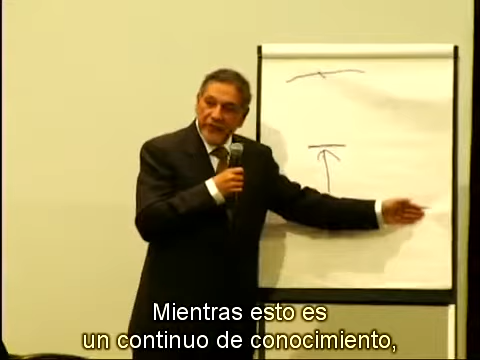 Mientras esto es
un continuo de conocimiento,